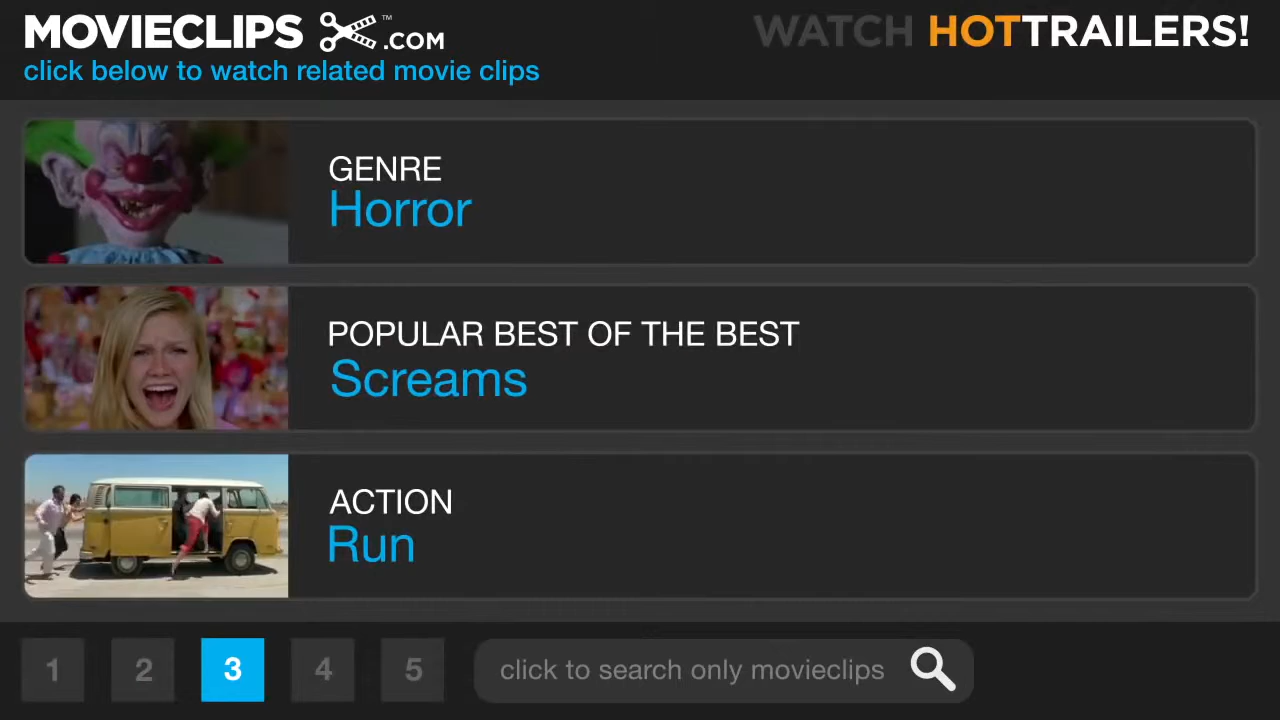 MOVIECLIPS ™.COM
WATCH HOTTRAILERS!
click below to watch related movie clips
GENRE
Horror
POPULAR BEST OF THE BEST
Screams
ACTION
Run
1 2 3 4 5
click to search only movieclips